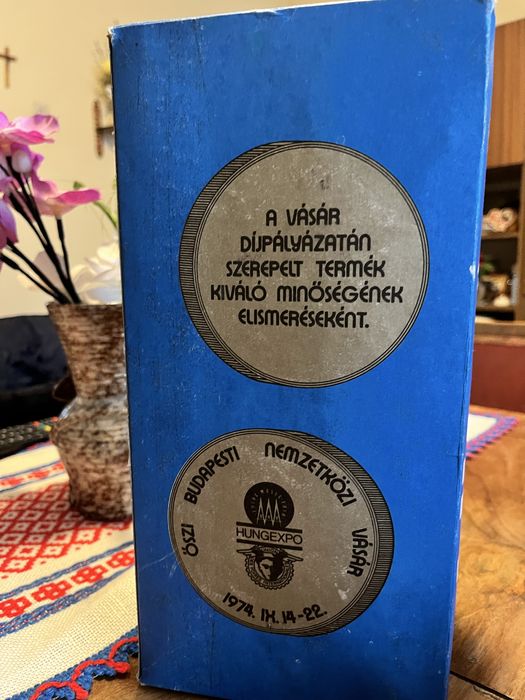 A VÁSÁR
DÍJPÁLYÁZATÁN
SZEREPELT TERMÉK
KIVÁLÓ MINŐSÉGÉNEK
ELISMERÉSEKÉNT.
ŐSZI BUDAPESTI NEMZETKÖZI VÁSÁR
HUNGEXPO
1974. IX. 14-22.